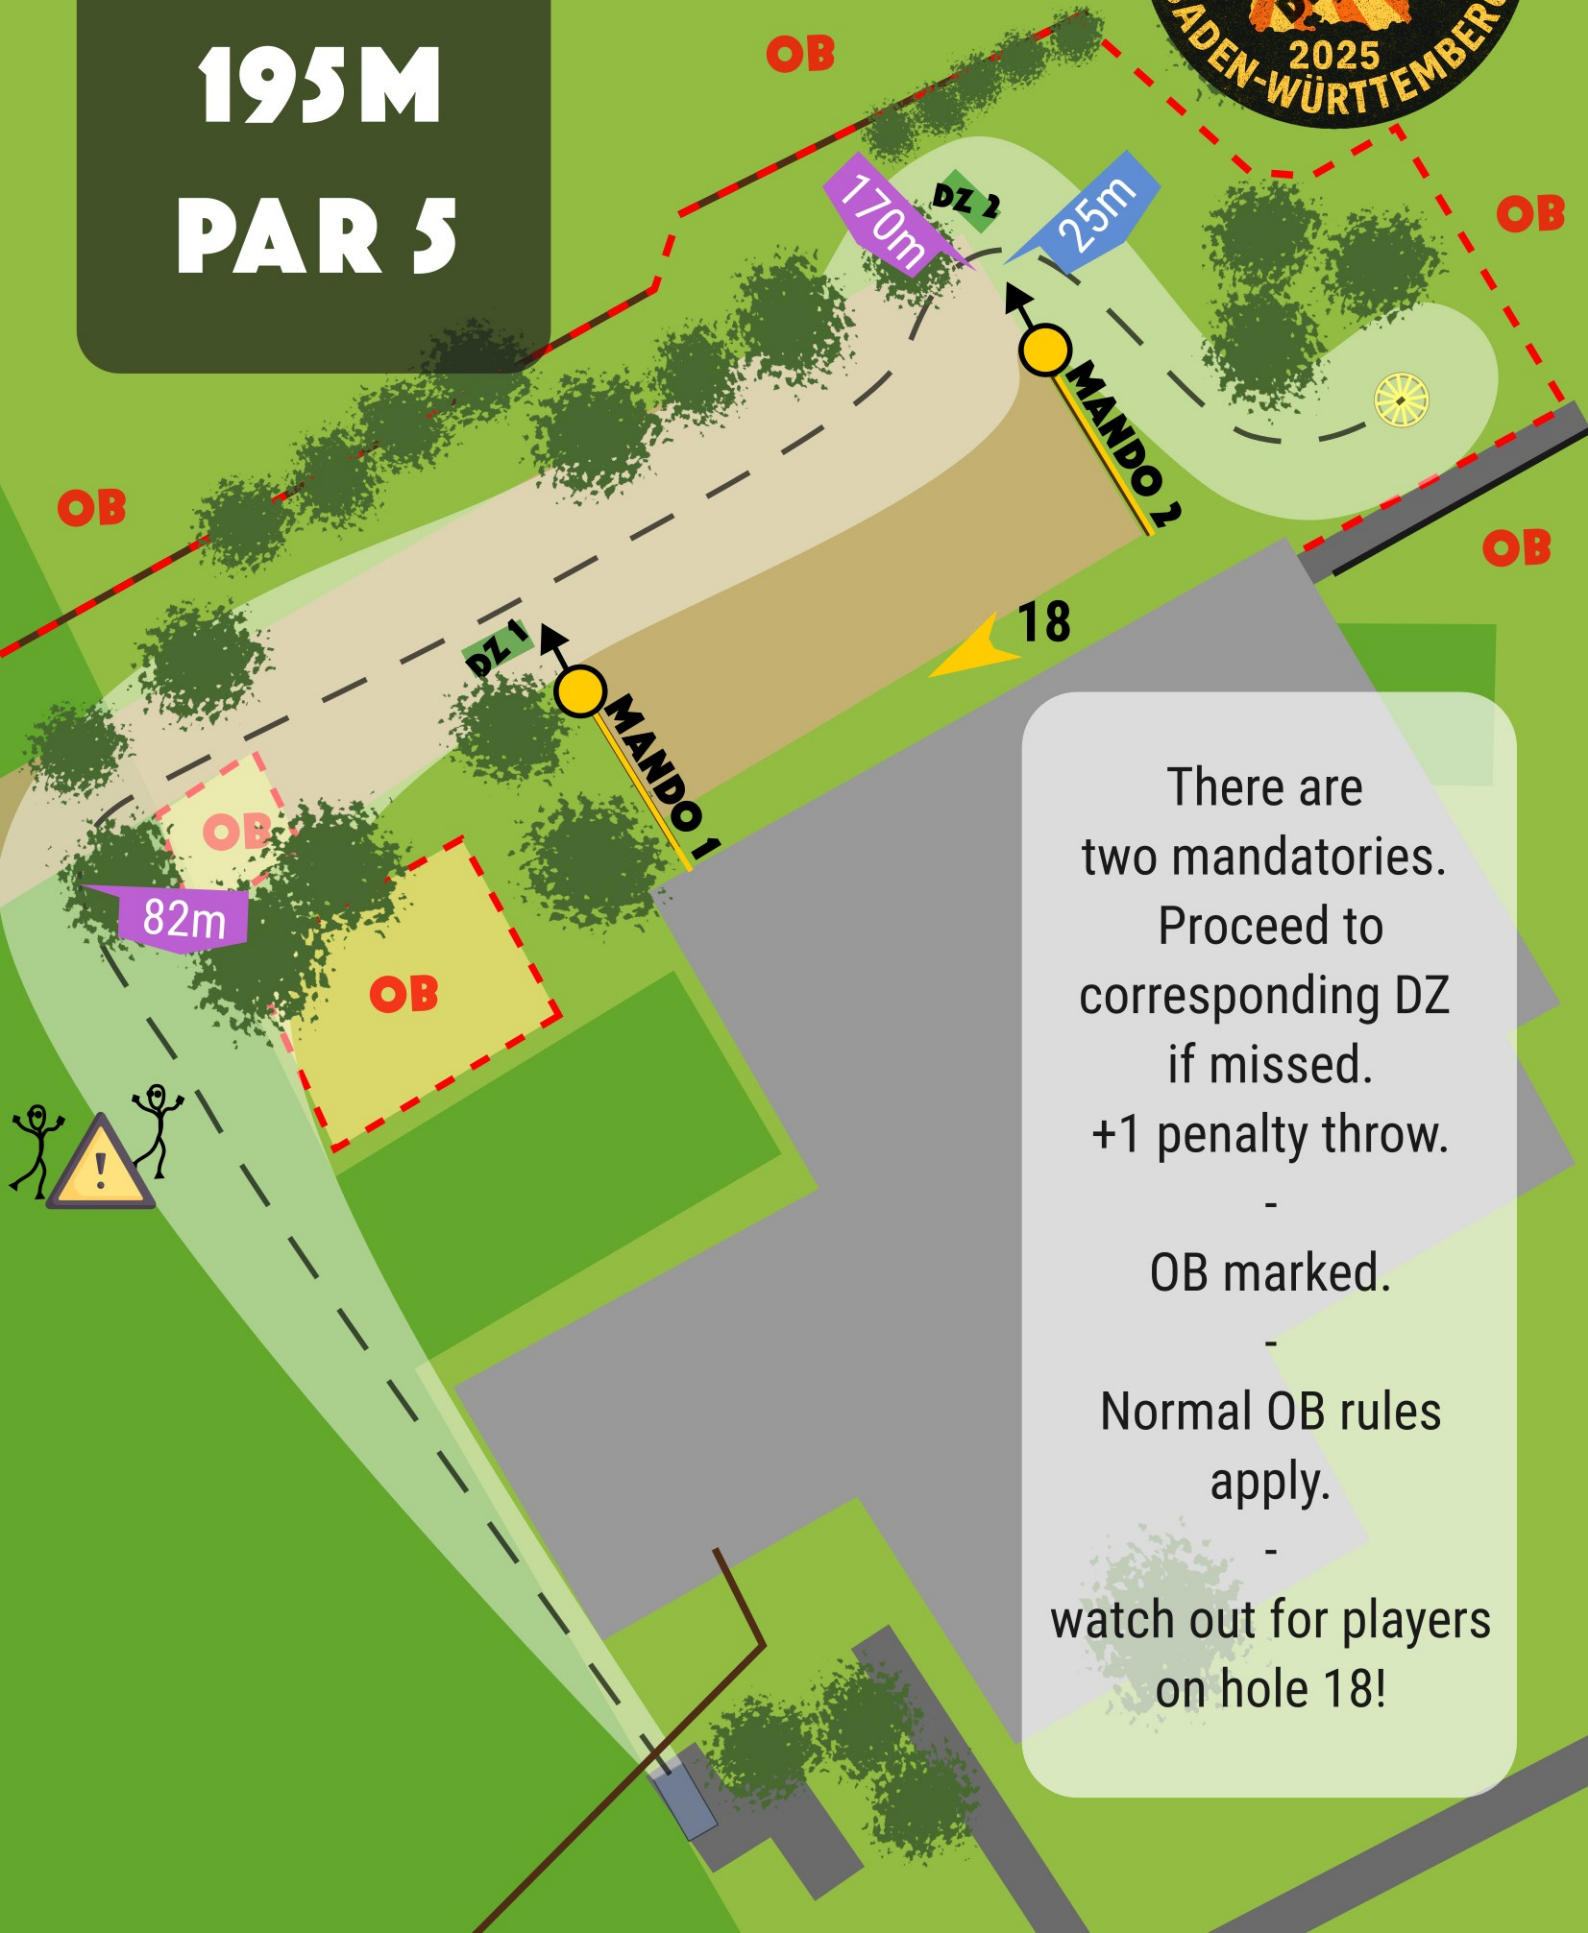 195M
PAR 5
2025
BADEN-WÜRTTEMBERG
OB
OB
OB
OB
OB
OB
170m
DZ 2
25m
MANDO 2
18
DZ 1
MANDO 1
82m
!
There are
two mandatories.
Proceed to
corresponding DZ
if missed.
+1 penalty throw.
-
OB marked.
-
Normal OB rules
apply.
-
watch out for players
on hole 18!